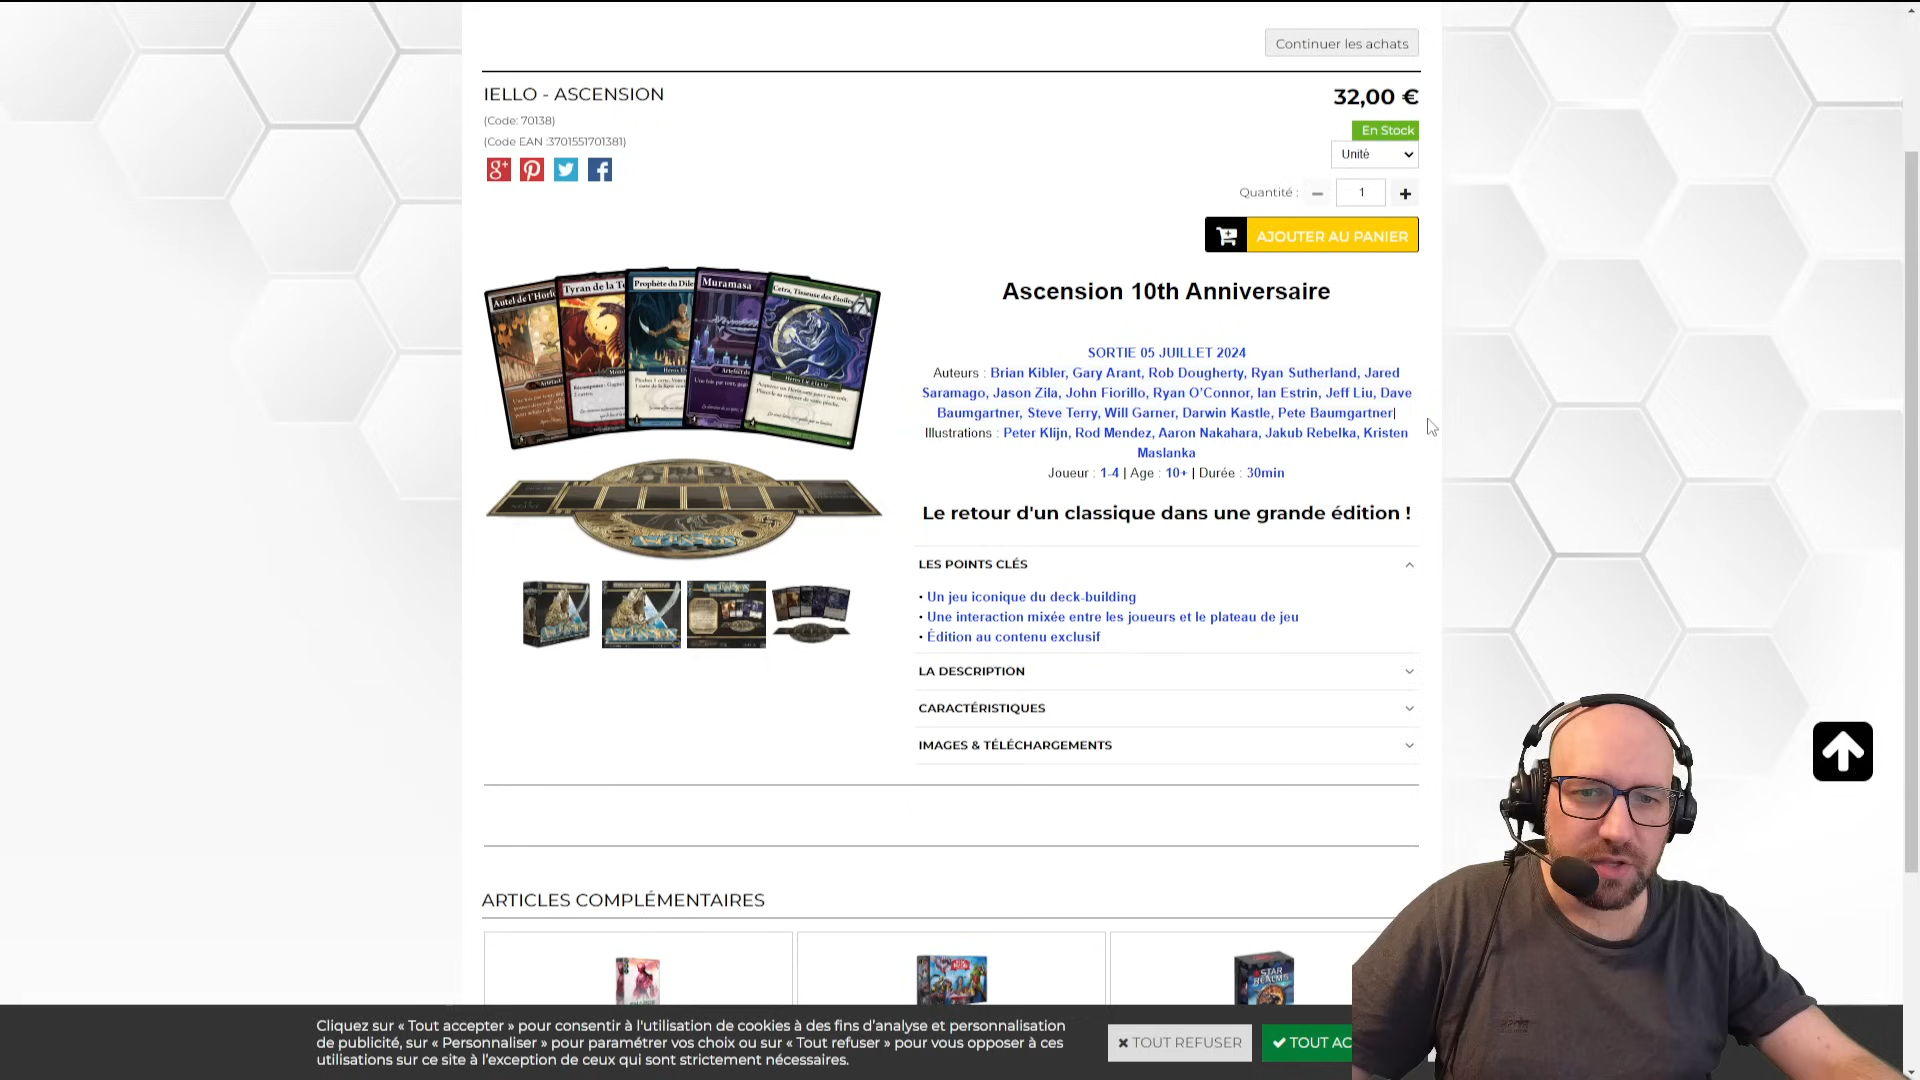 Continuer les achats
IELLO - ASCENSION
32,00 €
(Code: 70138)
En Stock
(Code EAN :3701551701381)
Unité
Quantité :
1
AJOUTER AU PANIER
Autel de l'Horlo
Tyran de la Te
Prophète du Dile
Muramasa
Cetra, Tisseuse des Étoiles
7
ASCENSION
Ascension 10th Anniversaire
SORTIE 05 JUILLET 2024
Auteurs : Brian Kibler, Gary Arant, Rob Dougherty, Ryan Sutherland, Jared
Saramago, Jason Zila, John Fiorillo, Ryan O’Connor, Ian Estrin, Jeff Liu, Dave
Baumgartner, Steve Terry, Will Garner, Darwin Kastle, Pete Baumgartner|
Illustrations : Peter Klijn, Rod Mendez, Aaron Nakahara, Jakub Rebelka, Kristen
Maslanka
Joueur : 1-4 | Age : 10+ | Durée : 30min
Le retour d'un classique dans une grande édition !
LES POINTS CLÉS
• Un jeu iconique du deck-building
• Une interaction mixée entre les joueurs et le plateau de jeu
• Édition au contenu exclusif
LA DESCRIPTION
CARACTÉRISTIQUES
IMAGES & TÉLÉCHARGEMENTS
ARTICLES COMPLÉMENTAIRES
STAR
REALMS
Cliquez sur « Tout accepter » pour consentir à l'utilisation de cookies à des fins d’analyse et personnalisation
de publicité, sur « Personnaliser » pour paramétrer vos choix ou sur « Tout refuser » pour vous opposer à ces
utilisations sur ce site à l’exception de ceux qui sont strictement nécessaires.
TOUT REFUSER
TOUT AC